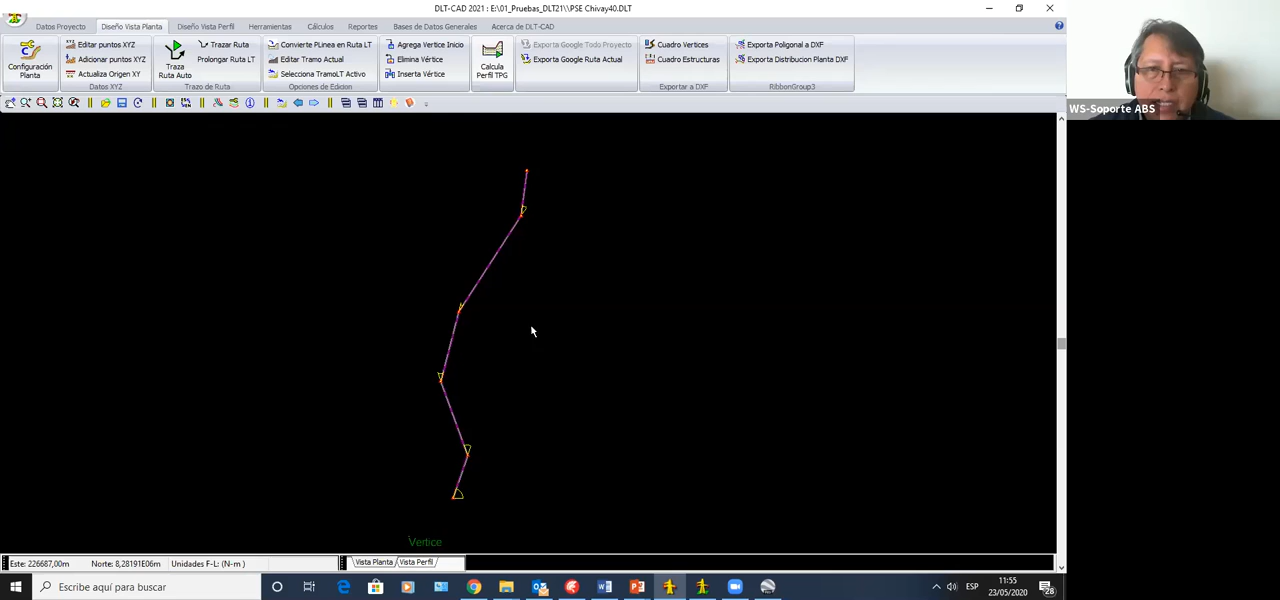 DLT-CAD 2021 : E:\01_Pruebas_DLT21\\PSE Chivay40.DLT
Datos Proyecto Diseño Vista Planta Diseño Vista Perfil Herramientas Cálculos Reportes Bases de Datos Generales Acerca de DLT-CAD
Configuración
Planta
Editar puntos XYZ
Adicionar puntos XYZ
Actualiza Origen XY
Datos XYZ
Traza
Ruta Auto
Trazar Ruta
Prolongar Ruta LT
Trazo de Ruta
Convierte PLinea en Ruta LT
Editar Tramo Actual
Selecciona TramoLT Activo
Opciones de Edicion
Agrega Vertice Inicio
Elimina Vértice
Inserta Vértice
Calcula
Perfil TPG
Exporta Google Todo Proyecto
Exporta Google Ruta Actual
Cuadro Vertices
Cuadro Estructuras
Exportar a DXF
Exporta Poligonal a DXF
Exporta Distribucion Planta DXF
RibbonGroup3
WS-Soporte ABS
Vertice
Este: 226687,00m Norte: 8,28191E06m Unidades F-L: (N-m )
Vista Planta Vista Perfil
Escribe aquí para buscar
ESP
11:55
23/05/2020
28